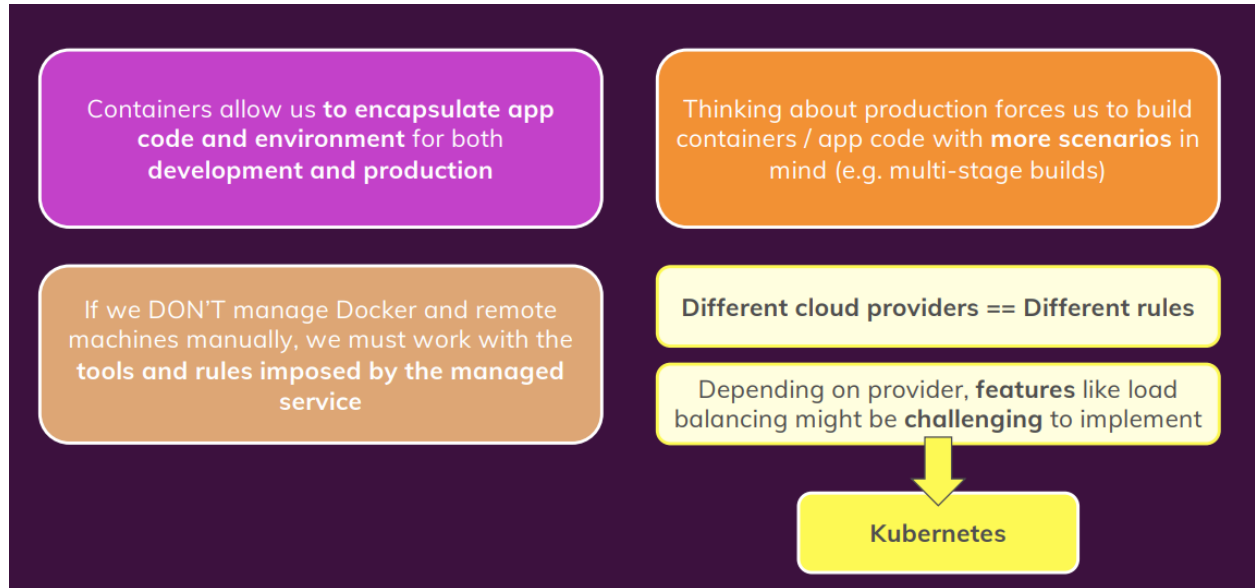 Containers allow us to encapsulate app
code and environment for both
development and production
Thinking about production forces us to build
containers / app code with more scenarios in
mind (e.g. multi-stage builds)
If we DON’T manage Docker and remote
machines manually, we must work with the
tools and rules imposed by the managed
service
Different cloud providers == Different rules
Depending on provider, features like load
balancing might be challenging to implement
Kubernetes